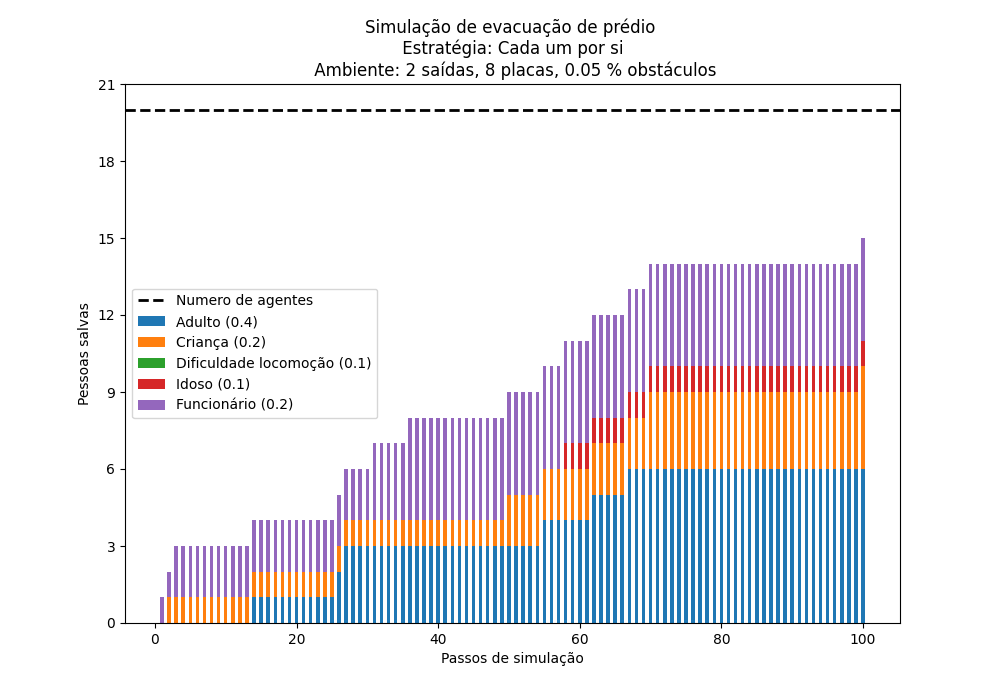 Simulação de evacuação de prédio
Estratégia: Cada um por si
Ambiente: 2 saídas, 8 placas, 0.05 % obstáculos
21
18
15
12
9
6
3
0
Pessoas salvas
Numero de agentes
Adulto (0.4)
Criança (0.2)
Dificuldade locomoção (0.1)
Idoso (0.1)
Funcionário (0.2)
0 20 40 60 80 100
Passos de simulação